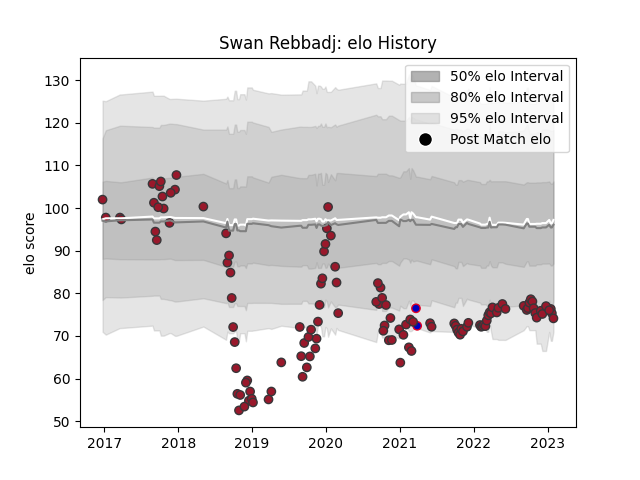 Swan Rebbadj: elo History
50% elo Interval
80% elo Interval
95% elo Interval
Post Match elo
elo score
130
120
110
100
90
80
70
60
50
2017 2018 2019 2020 2021 2022 2023